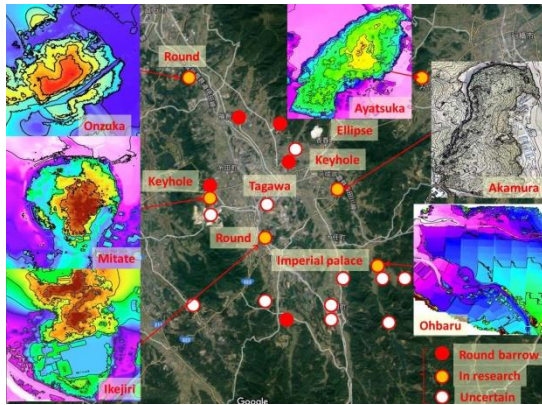 Round
Onzuka
Ayatsuka
Ellipse
Keyhole
Akamura
Keyhole
Tagawa
Mitate
Round
Imperial palace
Ohbaru
Ikejiri
Round barrow
In research
Uncertain
Google